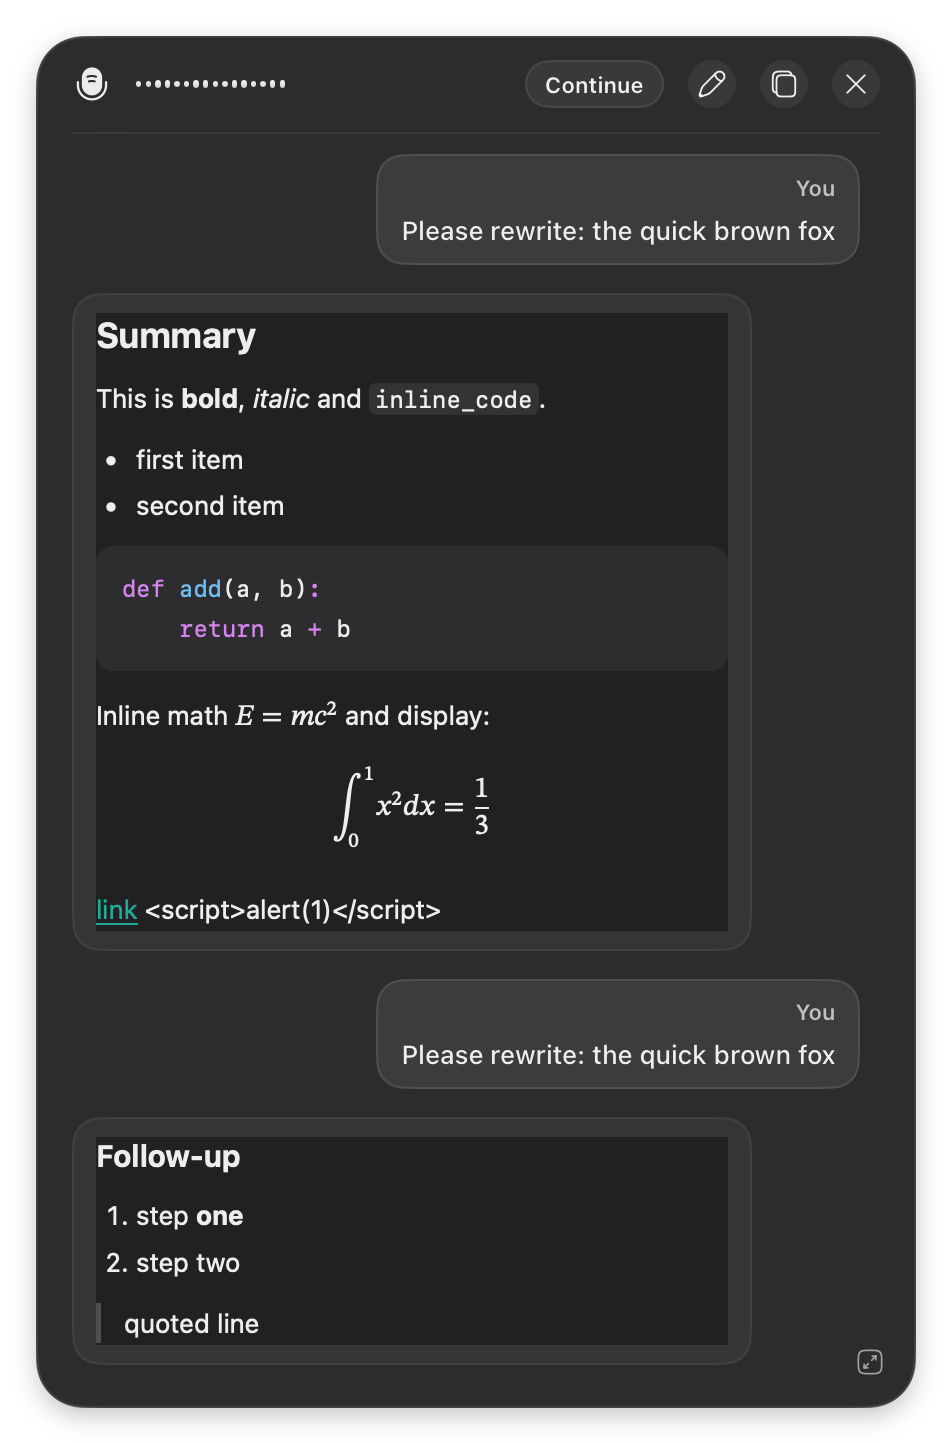 Continue
You
Please rewrite: the quick brown fox
Summary
This is bold, italic and inline_code.
• first item
• second item
def add(a, b):
    return a + b
Inline math E = mc² and display:
∫₀¹ x²dx = 1/3
link <script>alert(1)</script>
You
Please rewrite: the quick brown fox
Follow-up
1. step one
2. step two
quoted line